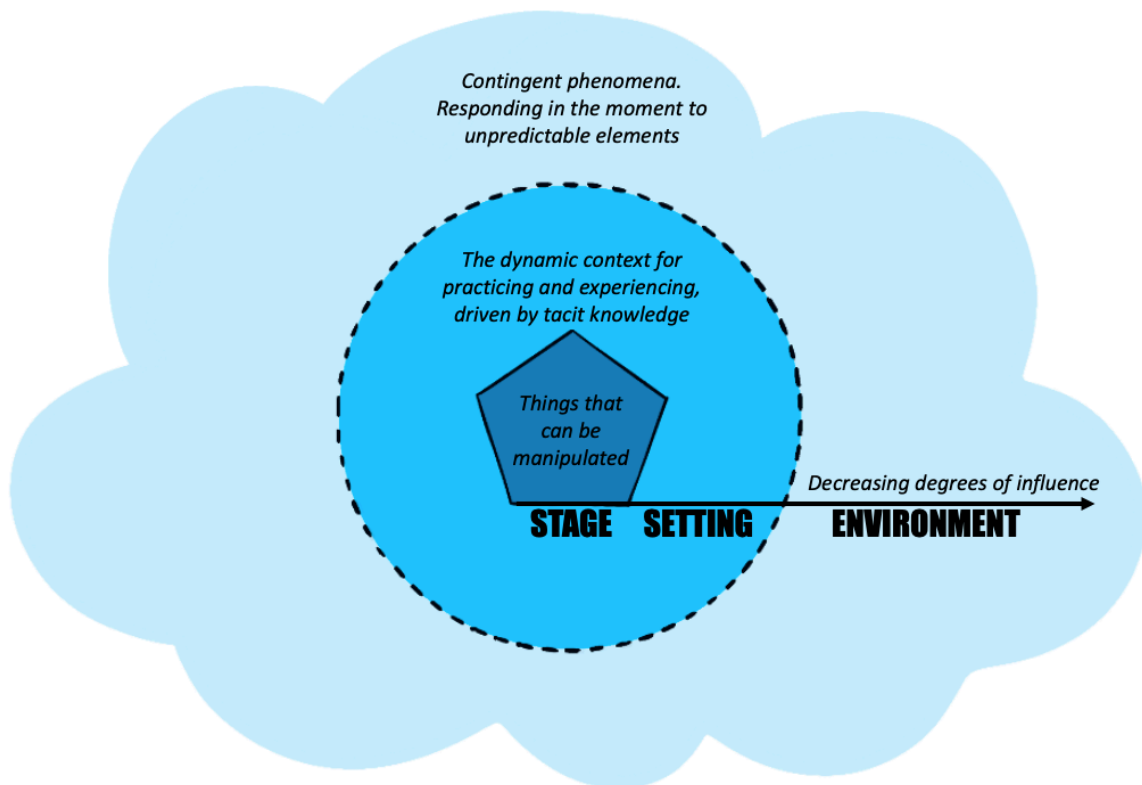 Contingent phenomena.
Responding in the moment to
unpredictable elements
The dynamic context for
practicing and experiencing,
driven by tacit knowledge
Things that
can be
manipulated
Decreasing degrees of influence
STAGE SETTING ENVIRONMENT